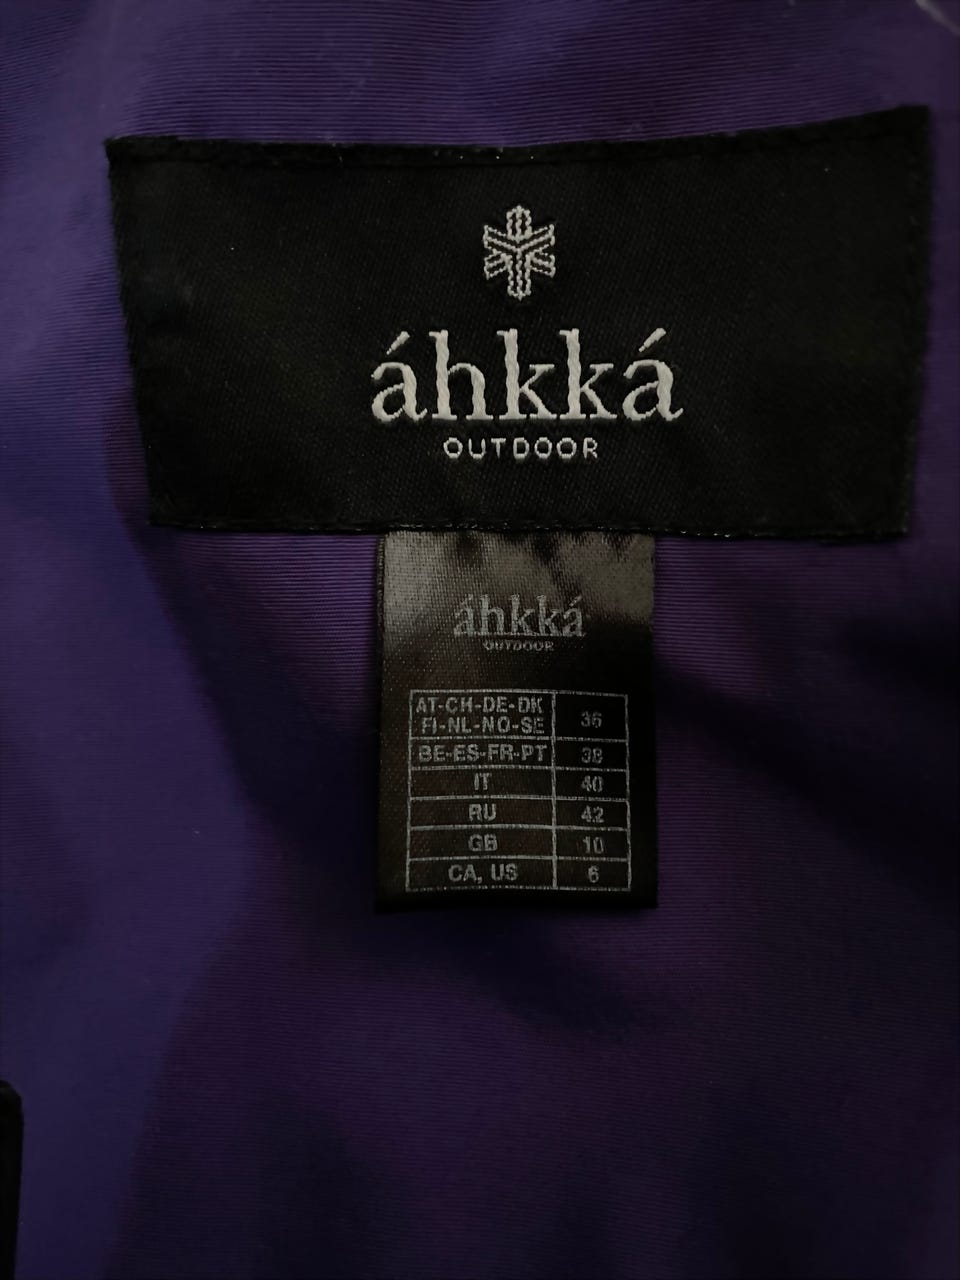 áhkká
OUTDOOR
áhkká
OUTDOOR
AT-CH-DE-DK
FI-NL-NO-SE 36
BE-ES-FR-PT 38
IT 40
RU 42
GB 10
CA, US 6